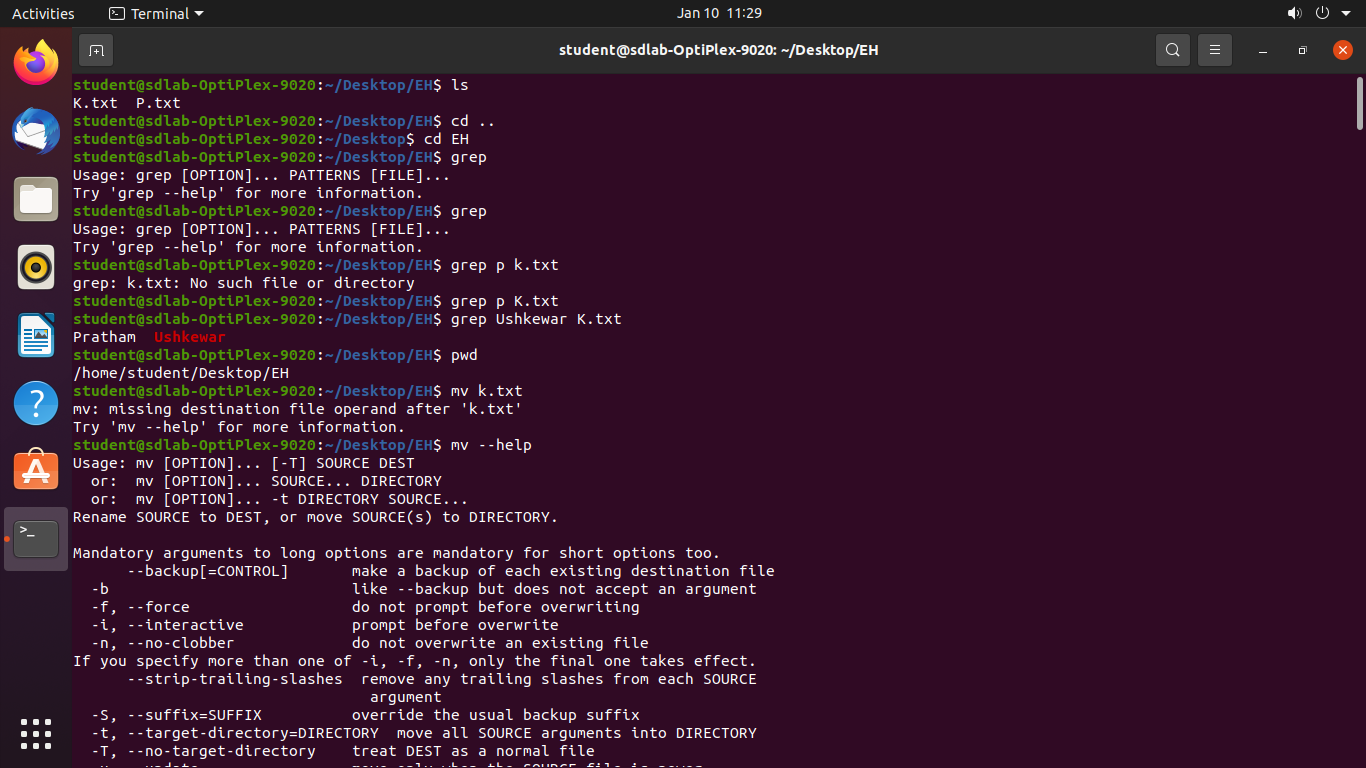 Activities Terminal Jan 10 11:29
student@sdlab-OptiPlex-9020: ~/Desktop/EH
student@sdlab-OptiPlex-9020:~/Desktop/EH$ ls
K.txt  P.txt
student@sdlab-OptiPlex-9020:~/Desktop/EH$ cd ..
student@sdlab-OptiPlex-9020:~/Desktop$ cd EH
student@sdlab-OptiPlex-9020:~/Desktop/EH$ grep
Usage: grep [OPTION]... PATTERNS [FILE]...
Try 'grep --help' for more information.
student@sdlab-OptiPlex-9020:~/Desktop/EH$ grep
Usage: grep [OPTION]... PATTERNS [FILE]...
Try 'grep --help' for more information.
student@sdlab-OptiPlex-9020:~/Desktop/EH$ grep p k.txt
grep: k.txt: No such file or directory
student@sdlab-OptiPlex-9020:~/Desktop/EH$ grep p K.txt
student@sdlab-OptiPlex-9020:~/Desktop/EH$ grep Ushkewar K.txt
Pratham  Ushkewar
student@sdlab-OptiPlex-9020:~/Desktop/EH$ pwd
/home/student/Desktop/EH
student@sdlab-OptiPlex-9020:~/Desktop/EH$ mv k.txt
mv: missing destination file operand after 'k.txt'
Try 'mv --help' for more information.
student@sdlab-OptiPlex-9020:~/Desktop/EH$ mv --help
Usage: mv [OPTION]... [-T] SOURCE DEST
  or:  mv [OPTION]... SOURCE... DIRECTORY
  or:  mv [OPTION]... -t DIRECTORY SOURCE...
Rename SOURCE to DEST, or move SOURCE(s) to DIRECTORY.
Mandatory arguments to long options are mandatory for short options too.
      --backup[=CONTROL]       make a backup of each existing destination file
  -b                           like --backup but does not accept an argument
  -f, --force                  do not prompt before overwriting
  -i, --interactive            prompt before overwrite
  -n, --no-clobber             do not overwrite an existing file
If you specify more than one of -i, -f, -n, only the final one takes effect.
      --strip-trailing-slashes  remove any trailing slashes from each SOURCE
                                 argument
  -S, --suffix=SUFFIX          override the usual backup suffix
  -t, --target-directory=DIRECTORY  move all SOURCE arguments into DIRECTORY
  -T, --no-target-directory    treat DEST as a normal file